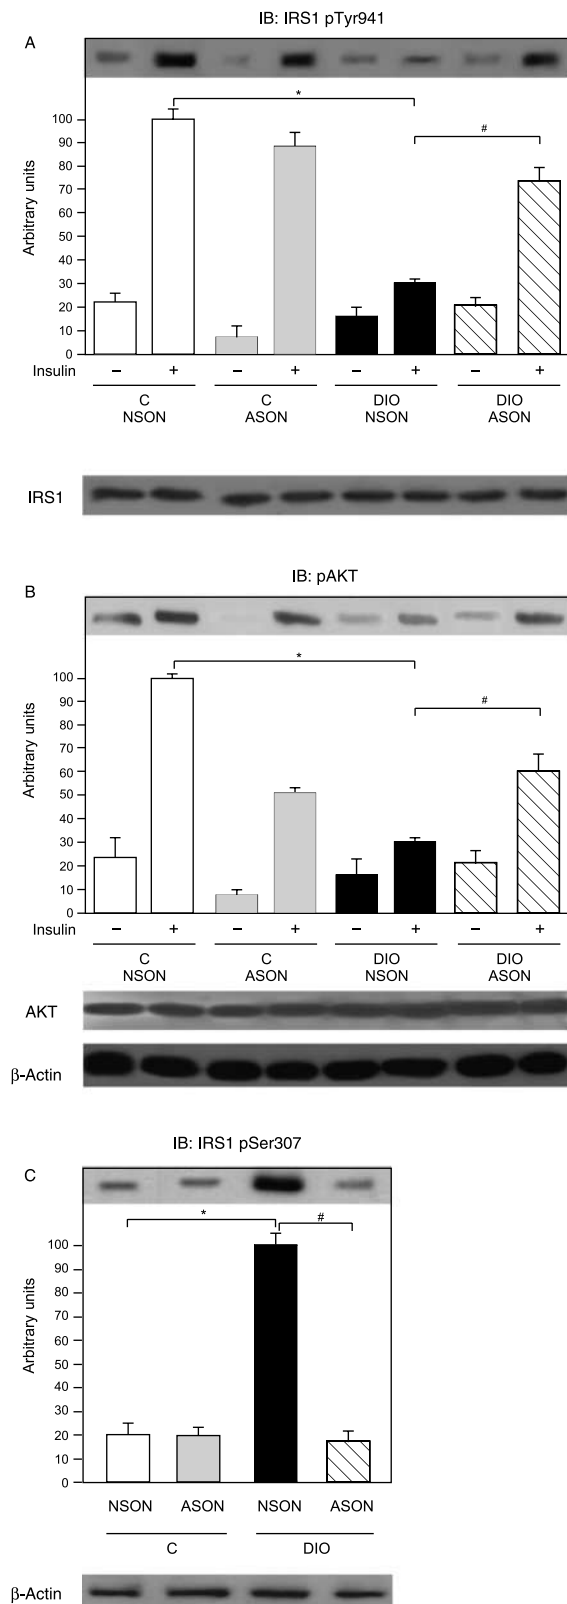 IB: IRS1 pTyr941
A
*
#
Arbitrary units
100
90
80
70
60
50
40
30
20
10
0
Insulin – + – + – + – +
C C DIO DIO
NSON ASON NSON ASON
IRS1
IB: pAKT
B
*
#
Arbitrary units
100
90
80
70
60
50
40
30
20
10
0
Insulin – + – + – + – +
C C DIO DIO
NSON ASON NSON ASON
AKT
β-Actin
IB: IRS1 pSer307
C
* #
Arbitrary units
100
90
80
70
60
50
40
30
20
10
0
NSON ASON NSON ASON
C DIO
β-Actin